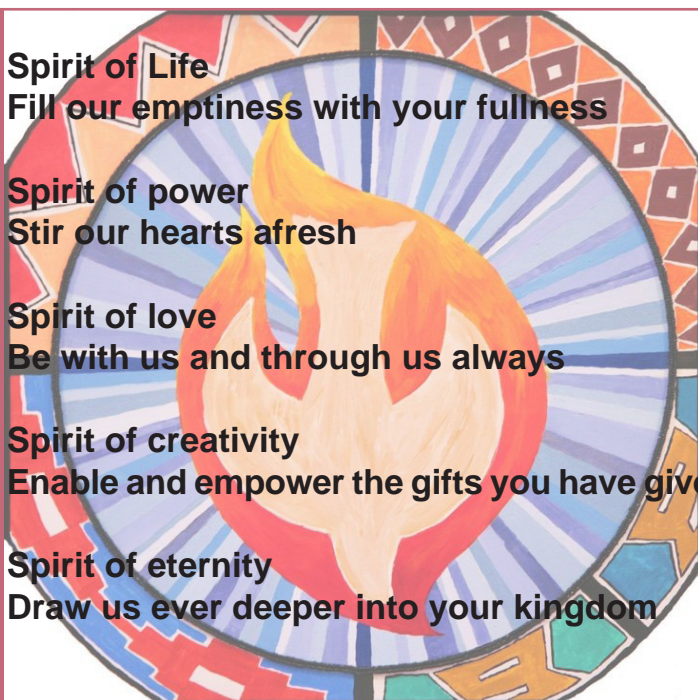 Spirit of Life
Fill our emptiness with your fullness
Spirit of power
Stir our hearts afresh
Spirit of love
Be with us and through us always
Spirit of creativity
Enable and empower the gifts you have
Spirit of eternity
Draw us ever deeper into your kingdom